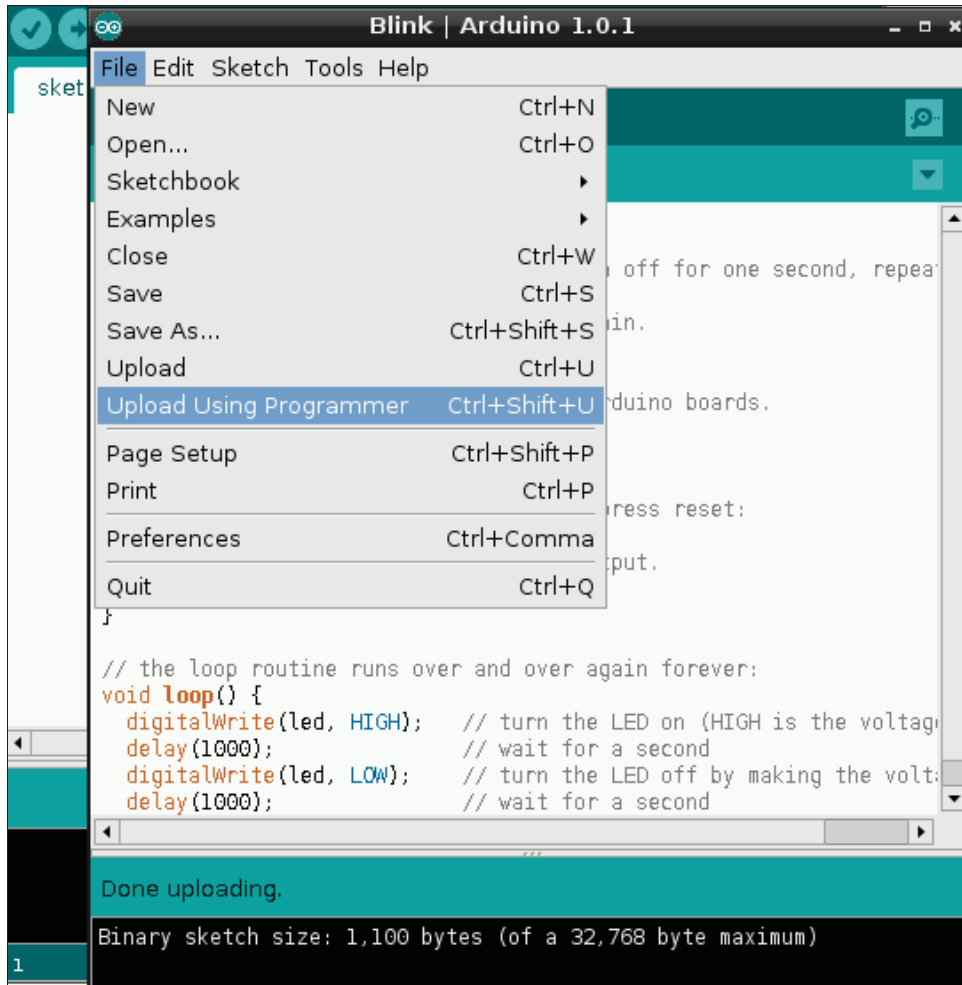 Blink | Arduino 1.0.1
File Edit Sketch Tools Help
sket
New Ctrl+N
Open... Ctrl+O
Sketchbook
Examples
Close Ctrl+W
Save Ctrl+S
Save As... Ctrl+Shift+S
Upload Ctrl+U
Upload Using Programmer Ctrl+Shift+U
Page Setup Ctrl+Shift+P
Print Ctrl+P
Preferences Ctrl+Comma
Quit Ctrl+Q
off for one second, repea
in.
duino boards.
ress reset:
put.
}
// the loop routine runs over and over again forever:
void loop() {
digitalWrite(led, HIGH); // turn the LED on (HIGH is the voltag
delay(1000); // wait for a second
digitalWrite(led, LOW); // turn the LED off by making the volt
delay(1000); // wait for a second
Done uploading.
Binary sketch size: 1,100 bytes (of a 32,768 byte maximum)
1